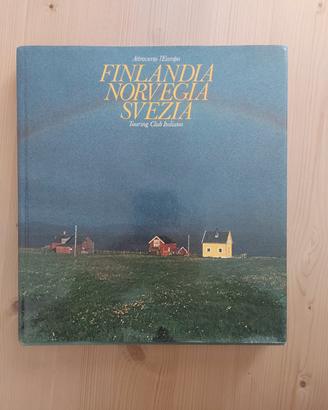 Attraverso l'Europa
FINLANDIA
NORVEGIA
SVEZIA
Touring Club Italiano